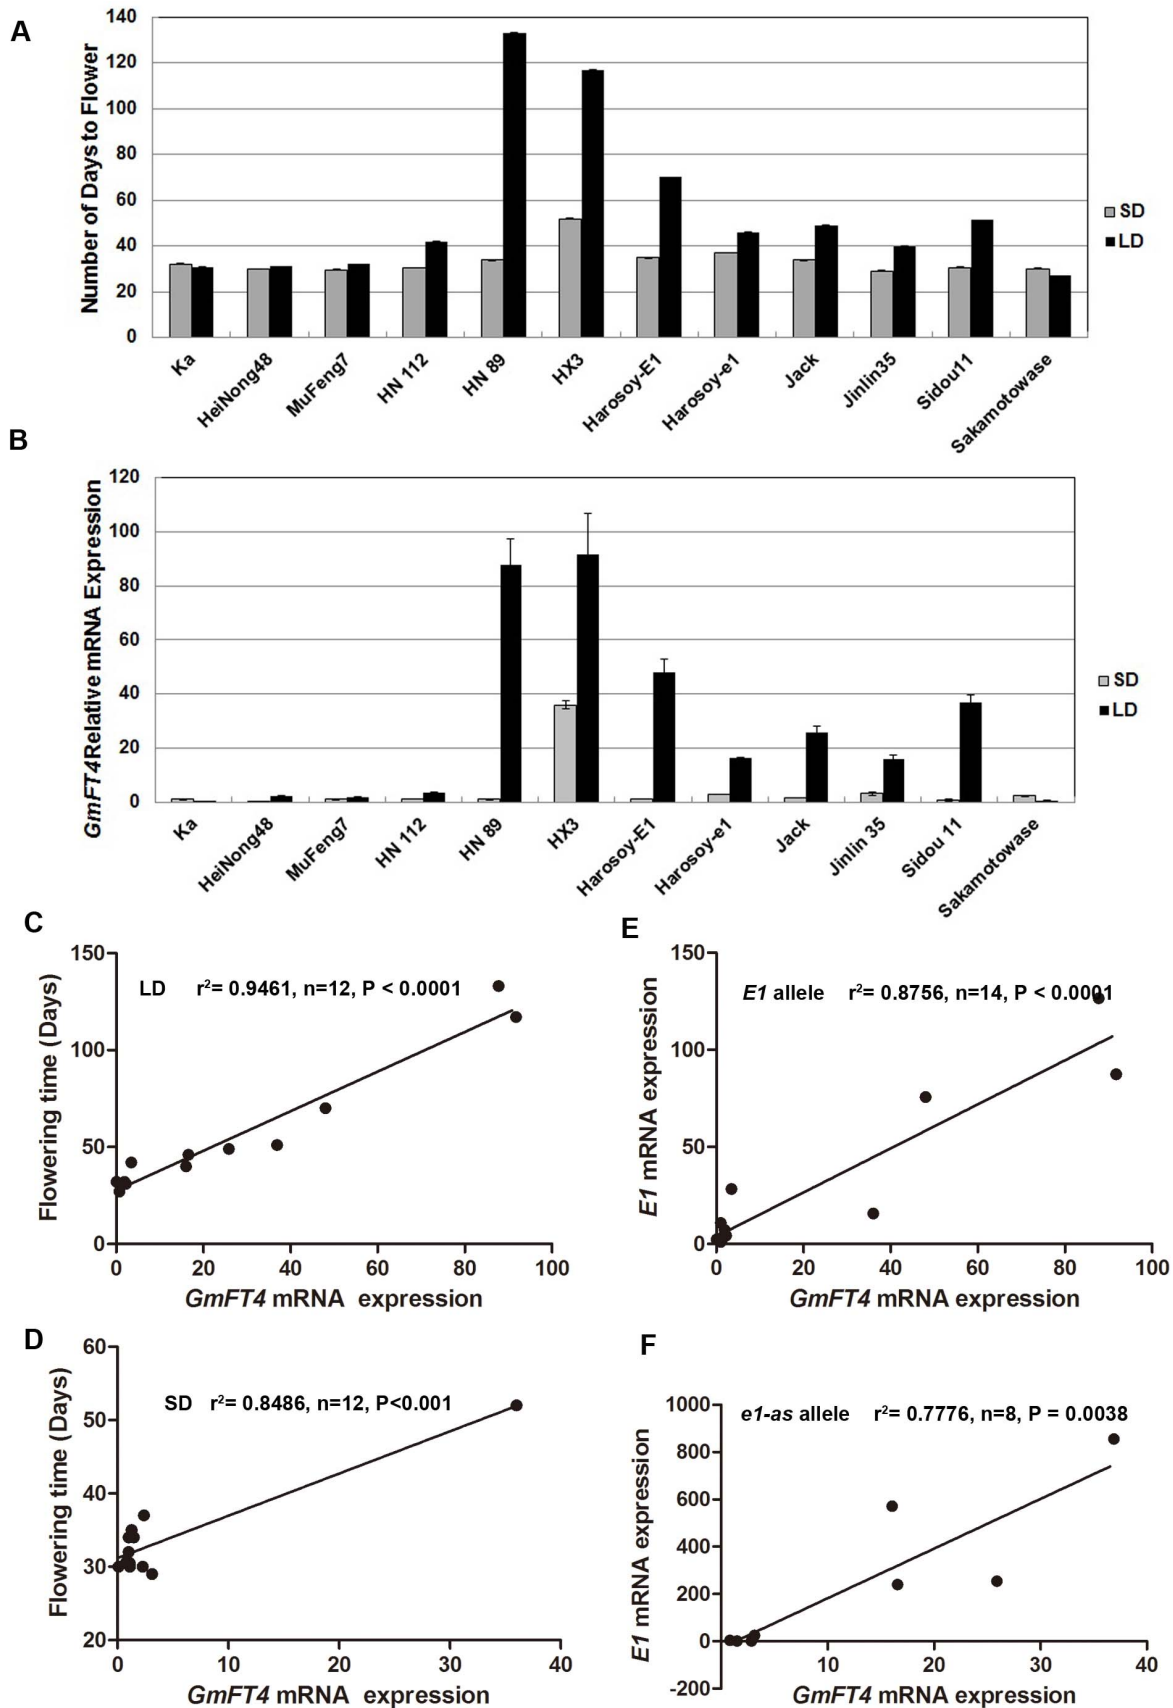 A
Number of Days to Flower
140
120
100
80
60
40
20
0
SD
LD
Ka
HeiNong48
MuFeng7
HN 112
HN 89
HX3
Harosoy-E1
Harosoy-e1
Jack
Jinlin35
Sidou11
Sakamotowase
B
GmFT4 Relative mRNA Expression
120
100
80
60
40
20
0
SD
LD
Ka
HeiNong48
MuFeng7
HN 112
HN 89
HX3
Harosoy-E1
Harosoy-e1
Jack
Jinlin 35
Sidou 11
Sakamotowase
C
Flowering time (Days)
150
100
50
0
LD r²= 0.9461, n=12, P < 0.0001
0 20 40 60 80 100
GmFT4 mRNA expression
E
E1 mRNA expression
150
100
50
0
E1 allele r²= 0.8756, n=14, P < 0.0001
0 20 40 60 80 100
GmFT4 mRNA expression
D
Flowering time (Days)
60
50
40
30
20
SD r²= 0.8486, n=12, P<0.001
0 10 20 30 40
GmFT4 mRNA expression
F
E1 mRNA expression
1000
800
600
400
200
0
-200
e1-as allele r²= 0.7776, n=8, P = 0.0038
10 20 30 40
GmFT4 mRNA expression